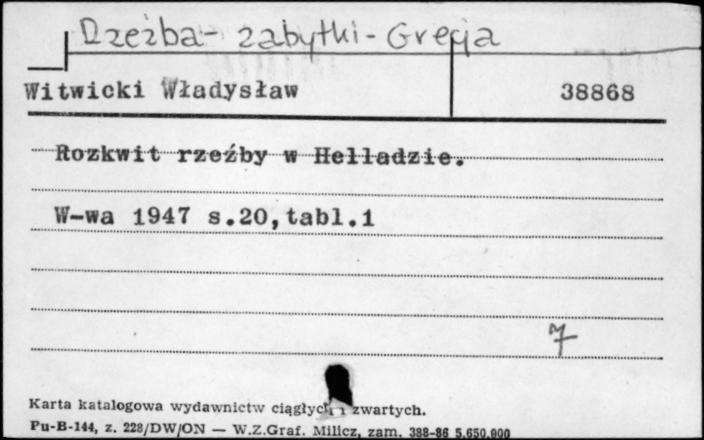 Rzeźba - zabytki - Grecja
Witwicki Władysław 38868
Rozkwit rzeźby w Helladzie.
W-wa 1947 s.20,tabl.1
7
Karta katalogowa wydawnictw ciągłych i zwartych.
Pu-B-144, z. 228/DW/ON — W.Z.Graf. Milicz, zam. 388-86 5.650.000